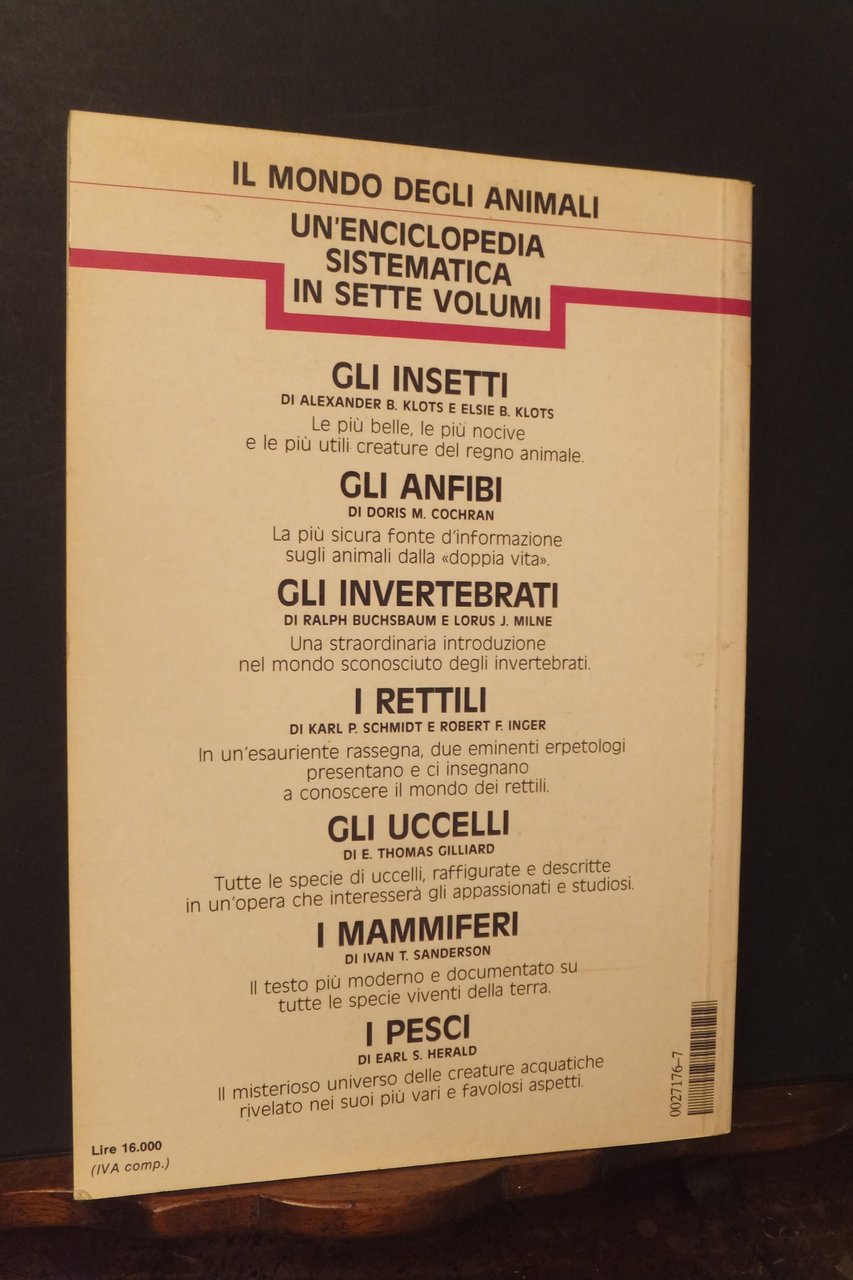 IL MONDO DEGLI ANIMALI
UN'ENCICLOPEDIA
SISTEMATICA
IN SETTE VOLUMI
GLI INSETTI
DI ALEXANDER B. KLOTS E ELSIE B. KLOTS
Le più belle, le più nocive
e le più utili creature del regno animale.
GLI ANFIBI
DI DORIS M. COCHRAN
La più sicura fonte d'informazione
sugli animali dalla «doppia vita».
GLI INVERTEBRATI
DI RALPH BUCHSBAUM E LORUS J. MILNE
Una straordinaria introduzione
nel mondo sconosciuto degli invertebrati.
I RETTILI
DI KARL P. SCHMIDT E ROBERT F. INGER
In un'esauriente rassegna, due eminenti erpetologi
presentano e ci insegnano
a conoscere il mondo dei rettili.
GLI UCCELLI
DI E. THOMAS GILLIARD
Tutte le specie di uccelli, raffigurate e descritte
in un'opera che interesserà gli appassionati e studiosi.
I MAMMIFERI
DI IVAN T. SANDERSON
Il testo più moderno e documentato su
tutte le specie viventi della terra.
I PESCI
DI EARL S. HERALD
Il misterioso universo delle creature acquatiche
rivelato nei suoi più vari e favolosi aspetti.
Lire 16.000
(IVA comp.)
0027176-7